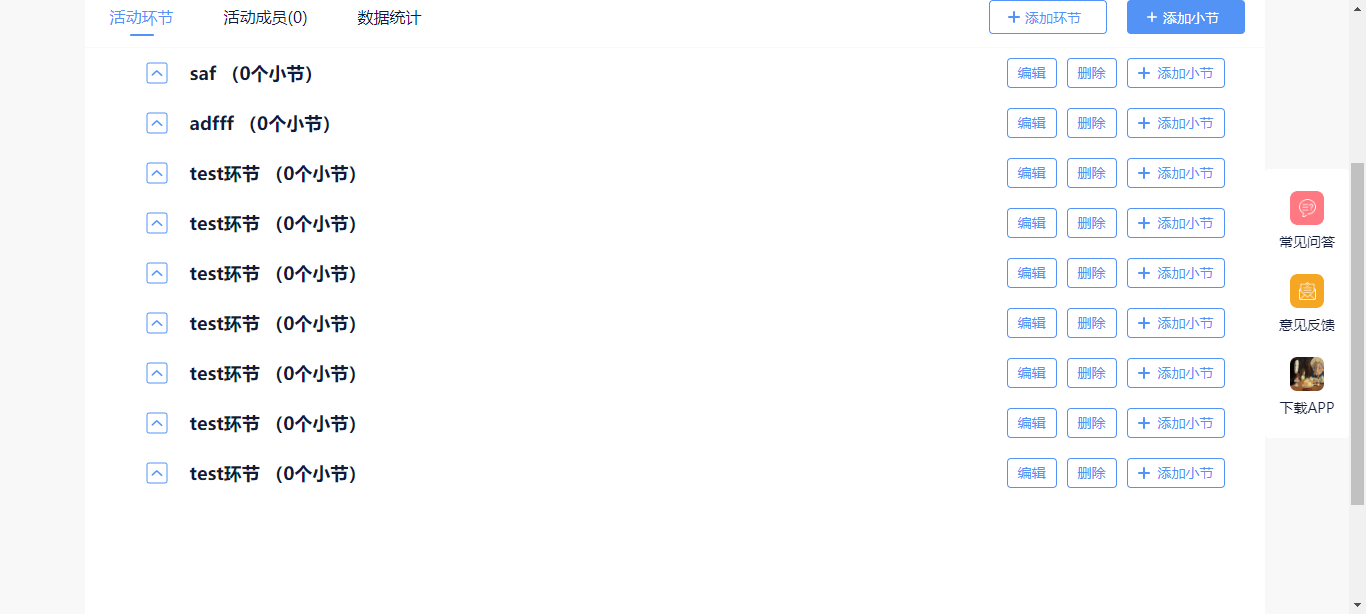 活动环节 活动成员(0) 数据统计 添加环节 添加小节
saf （0个小节） 编辑 删除 添加小节
adfff （0个小节） 编辑 删除 添加小节
test环节 （0个小节） 编辑 删除 添加小节
test环节 （0个小节） 编辑 删除 添加小节
test环节 （0个小节） 编辑 删除 添加小节
test环节 （0个小节） 编辑 删除 添加小节
test环节 （0个小节） 编辑 删除 添加小节
test环节 （0个小节） 编辑 删除 添加小节
test环节 （0个小节） 编辑 删除 添加小节
常见问答
意见反馈
下载APP